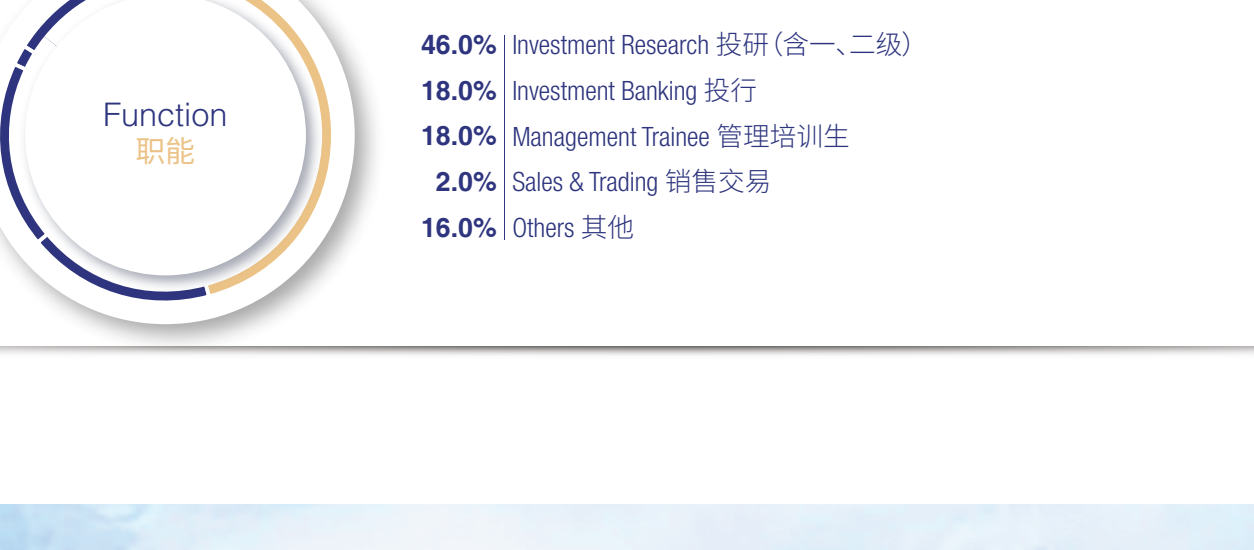 Function
职能
46.0% Investment Research 投研（含一、二级）
18.0% Investment Banking 投行
18.0% Management Trainee 管理培训生
2.0% Sales & Trading 销售交易
16.0% Others 其他